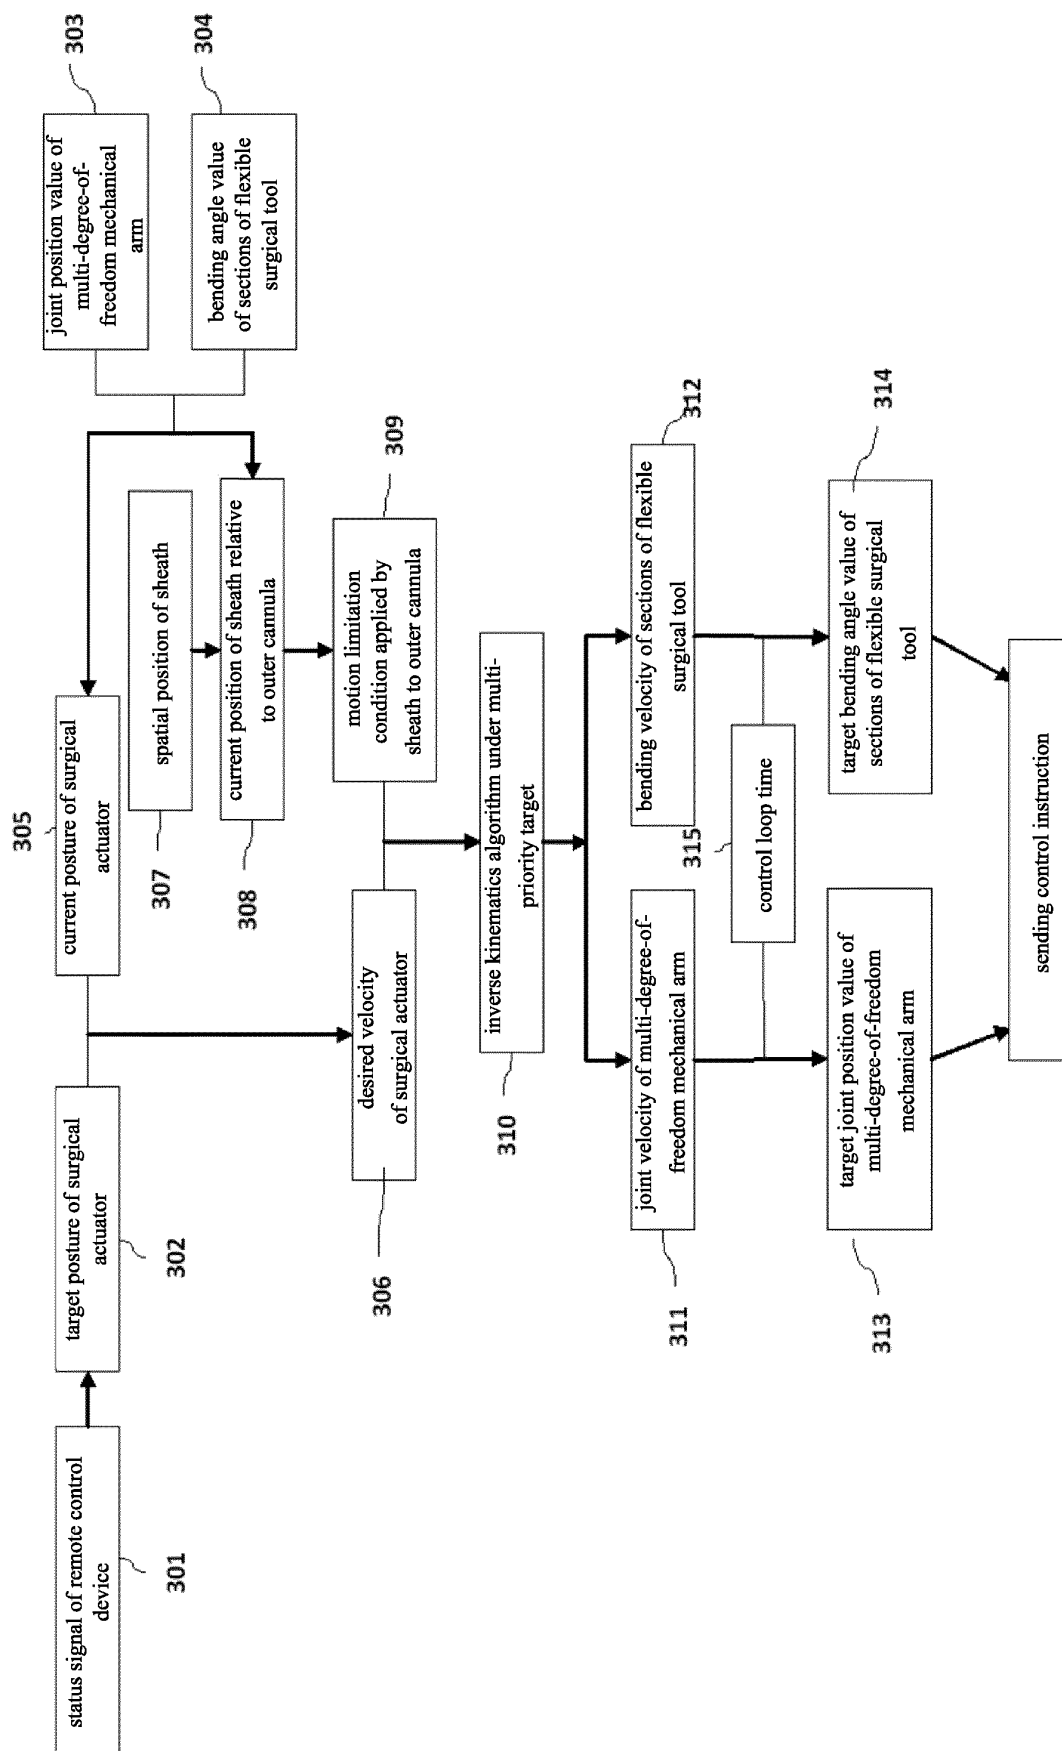 status signal of remote control
device
301
target posture of surgical
actuator
302
current posture of surgical
actuator
305
joint position value of
multi-degree-of-
freedom mechanical
arm
303
bending angle value
of sections of flexible
surgical tool
304
spatial position of sheath
307
current position of sheath relative
to outer cannula
308
motion limitation
condition applied by
sheath to outer cannula
309
desired velocity
of surgical actuator
306
inverse kinematics algorithm under multi-
priority target
310
joint velocity of multi-degree-of-
freedom mechanical arm
311
bending velocity of sections of flexible
surgical tool
312
control loop time
315
target joint position value of
multi-degree-of-freedom
mechanical arm
313
target bending angle value of
sections of flexible surgical
tool
314
sending control instruction